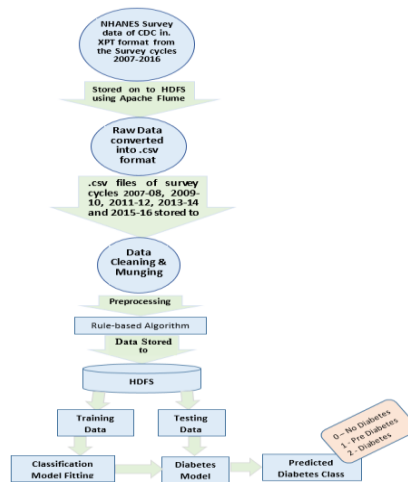 NHANES Survey
data of CDC in.
XPT format from
the Survey cycles
2007-2016
Stored on to HDFS
using Apache Flume
Raw Data
converted
into .csv
format
.csv files of survey
cycles 2007-08, 2009-
10, 2011-12, 2013-14
and 2015-16 stored to
Data
Cleaning &
Munging
Preprocessing
Rule-based Algorithm
Data Stored
to
HDFS
Training
Data
Testing
Data
0 – No Diabetes
1 - Pre Diabetes
2 - Diabetes
Classification
Model Fitting
Diabetes
Model
Predicted
Diabetes Class